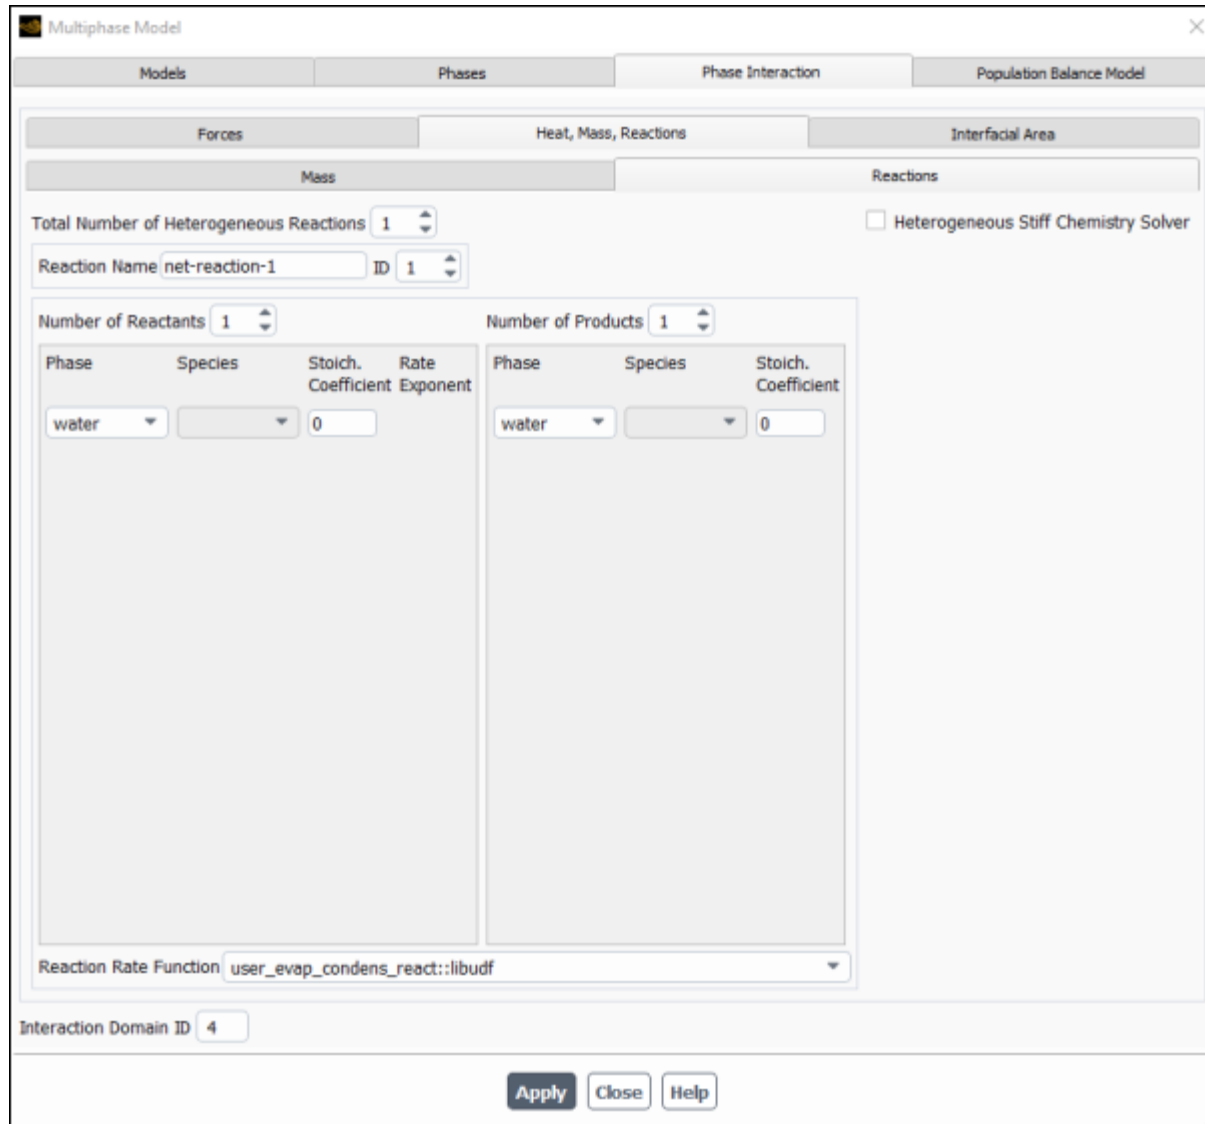 Multiphase Model
Models Phases Phase Interaction Population Balance Model
Forces Heat, Mass, Reactions Interfacial Area
Mass Reactions
Total Number of Heterogeneous Reactions 1 Heterogeneous Stiff Chemistry Solver
Reaction Name net-reaction-1 ID 1
Number of Reactants 1 Number of Products 1
Phase Species Stoich. Rate Phase Species Stoich.
Coefficient Exponent Coefficient
water 0 water 0
Reaction Rate Function user_evap_condens_react::libudf
Interaction Domain ID 4
Apply Close Help